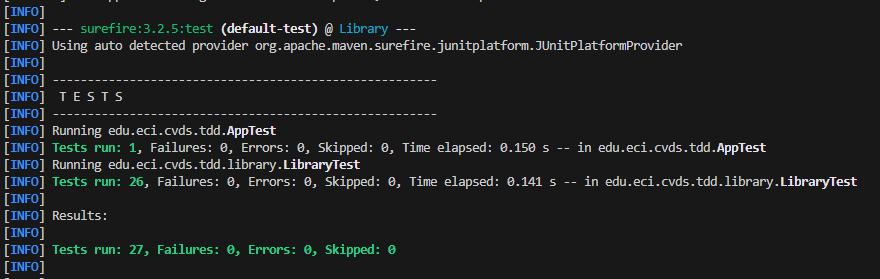 [INFO]
[INFO] --- surefire:3.2.5:test (default-test) @ Library ---
[INFO] Using auto detected provider org.apache.maven.surefire.junitplatform.JUnitPlatformProvider
[INFO]
[INFO] -------------------------------------------------------
[INFO]  T E S T S
[INFO] -------------------------------------------------------
[INFO] Running edu.eci.cvds.tdd.AppTest
[INFO] Tests run: 1, Failures: 0, Errors: 0, Skipped: 0, Time elapsed: 0.150 s -- in edu.eci.cvds.tdd.AppTest
[INFO] Running edu.eci.cvds.tdd.library.LibraryTest
[INFO] Tests run: 26, Failures: 0, Errors: 0, Skipped: 0, Time elapsed: 0.141 s -- in edu.eci.cvds.tdd.library.LibraryTest
[INFO]
[INFO] Results:
[INFO]
[INFO] Tests run: 27, Failures: 0, Errors: 0, Skipped: 0
[INFO]